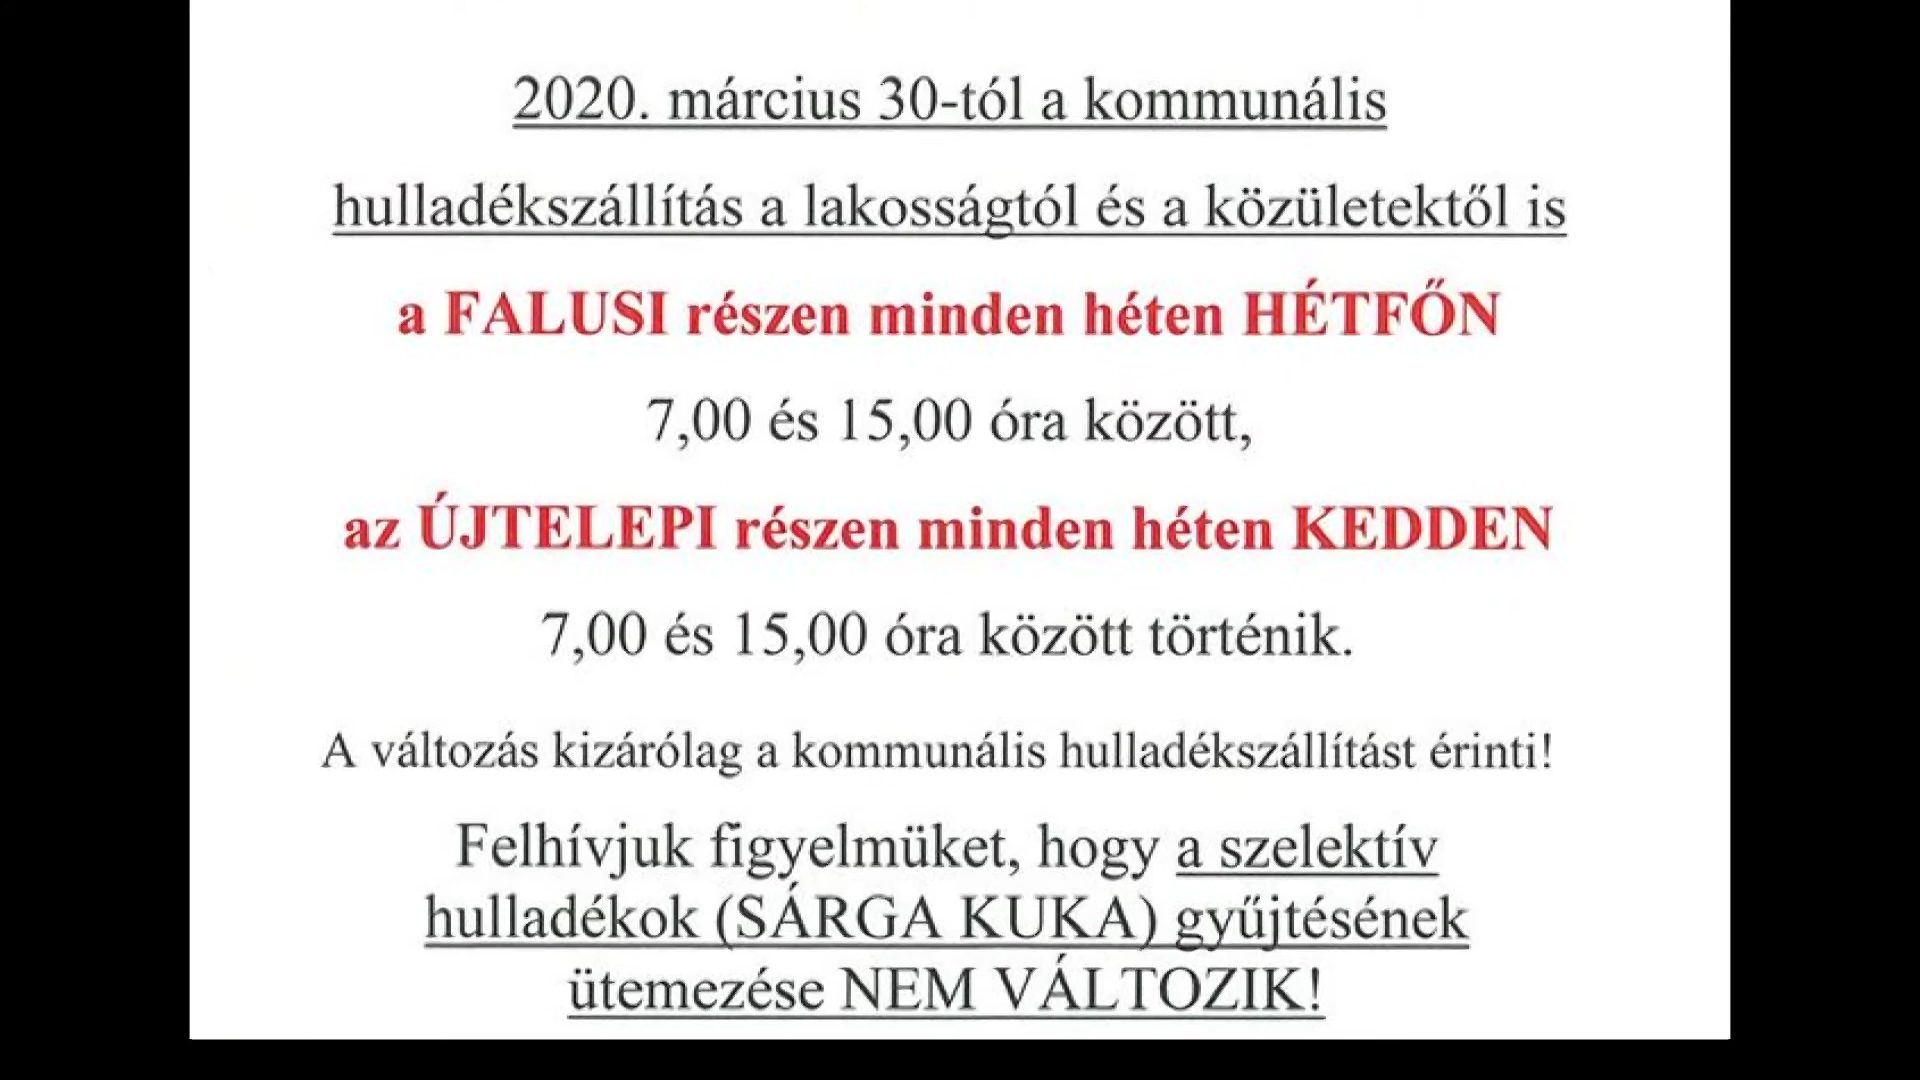 2020. március 30-tól a kommunális
hulladékszállítás a lakosságtól és a közületektől is
a FALUSI részen minden héten HÉTFŐN
7,00 és 15,00 óra között,
az ÚJTELEPI részen minden héten KEDDEN
7,00 és 15,00 óra között történik.
A változás kizárólag a kommunális hulladékszállítást érinti!
Felhívjuk figyelmüket, hogy a szelektív
hulladékok (SÁRGA KUKA) gyűjtésének
ütemezése NEM VÁLTOZIK!